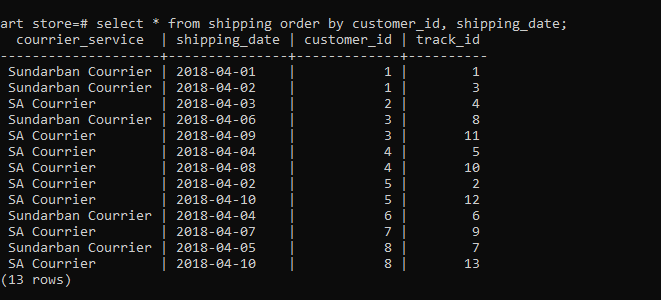 art store=# select * from shipping order by customer_id, shipping_date;
  courrier_service  | shipping_date | customer_id | track_id
--------------------+---------------+-------------+----------
 Sundarban Courrier | 2018-04-01    |           1 |        1
 Sundarban Courrier | 2018-04-02    |           1 |        3
 SA Courrier        | 2018-04-03    |           2 |        4
 Sundarban Courrier | 2018-04-06    |           3 |        8
 SA Courrier        | 2018-04-09    |           3 |       11
 SA Courrier        | 2018-04-04    |           4 |        5
 SA Courrier        | 2018-04-08    |           4 |       10
 SA Courrier        | 2018-04-02    |           5 |        2
 SA Courrier        | 2018-04-10    |           5 |       12
 Sundarban Courrier | 2018-04-04    |           6 |        6
 SA Courrier        | 2018-04-07    |           7 |        9
 Sundarban Courrier | 2018-04-05    |           8 |        7
 SA Courrier        | 2018-04-10    |           8 |       13
(13 rows)